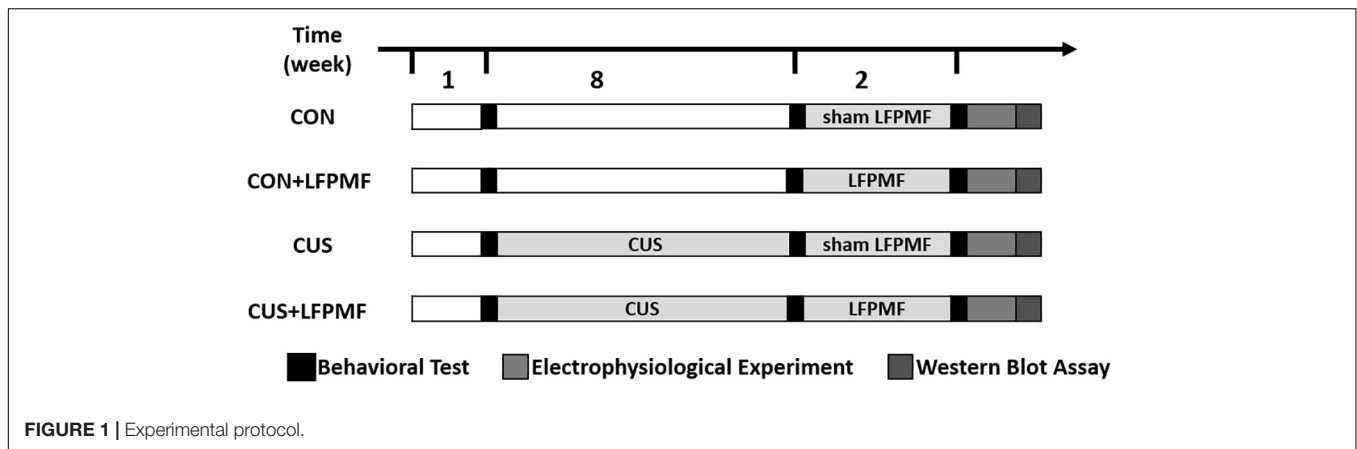 Time
(week)
1 8 2
CON
sham LFPMF
CON+LFPMF
LFPMF
CUS
CUS
sham LFPMF
CUS+LFPMF
CUS
LFPMF
Behavioral Test
Electrophysiological Experiment
Western Blot Assay
FIGURE 1 | Experimental protocol.